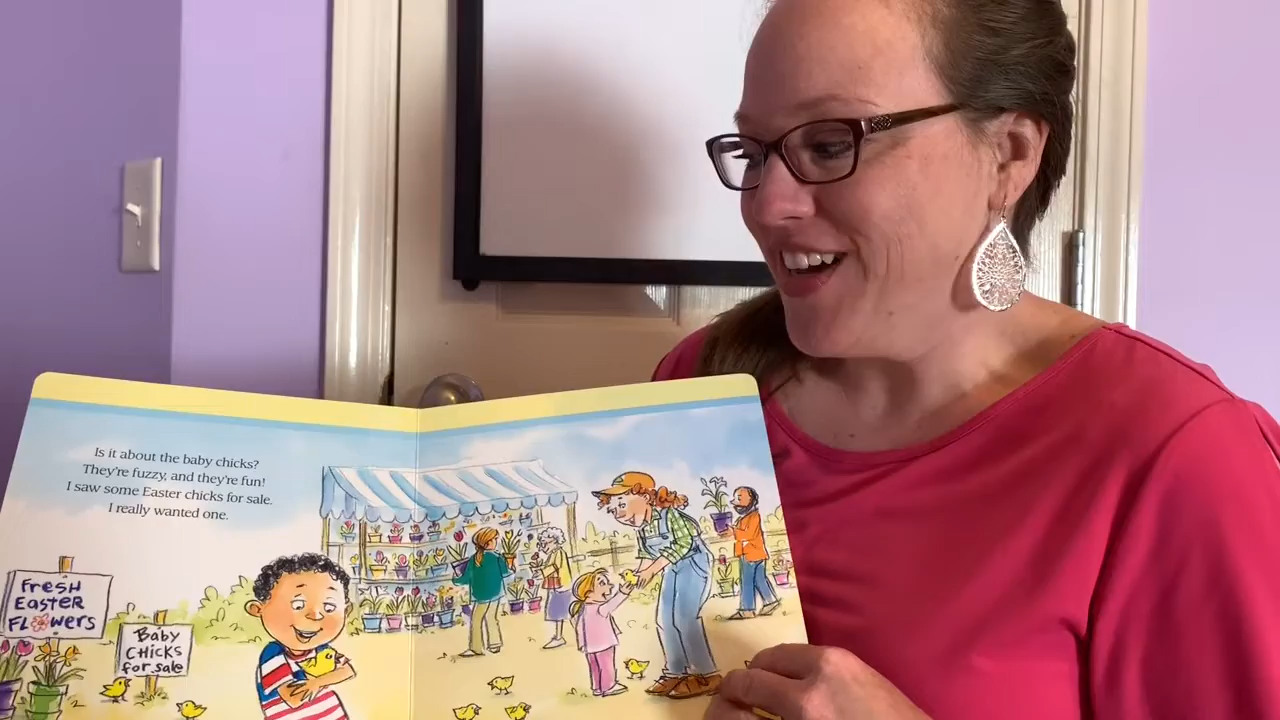 Is it about the baby chicks?
They're fuzzy, and they're fun!
I saw some Easter chicks for sale.
I really wanted one.
FRESH
EASTER
FLOWERS
BABY
CHICKS
for sale